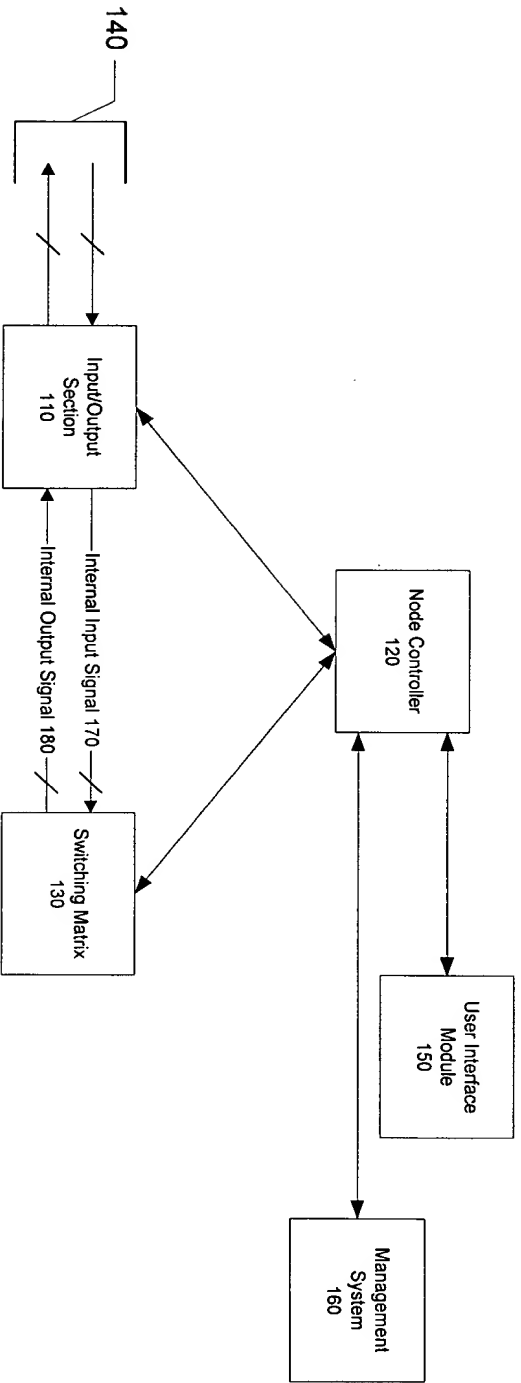 140
Input/Output
Section
110
Internal Input Signal 170
Internal Output Signal 180
Switching Matrix
130
Node Controller
120
User Interface
Module
150
Management
System
160